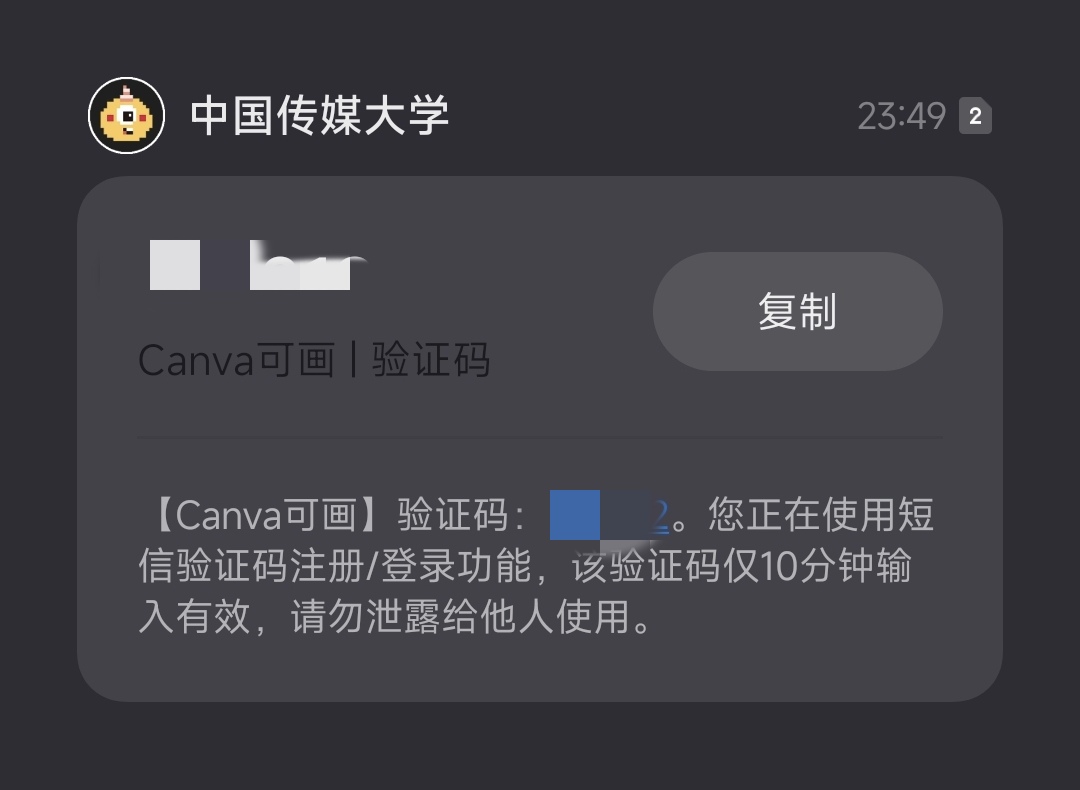 中国传媒大学
23:49 2
复制
Canva可画 | 验证码
【Canva可画】验证码： 2。您正在使用短
信验证码注册/登录功能，该验证码仅10分钟输
入有效，请勿泄露给他人使用。